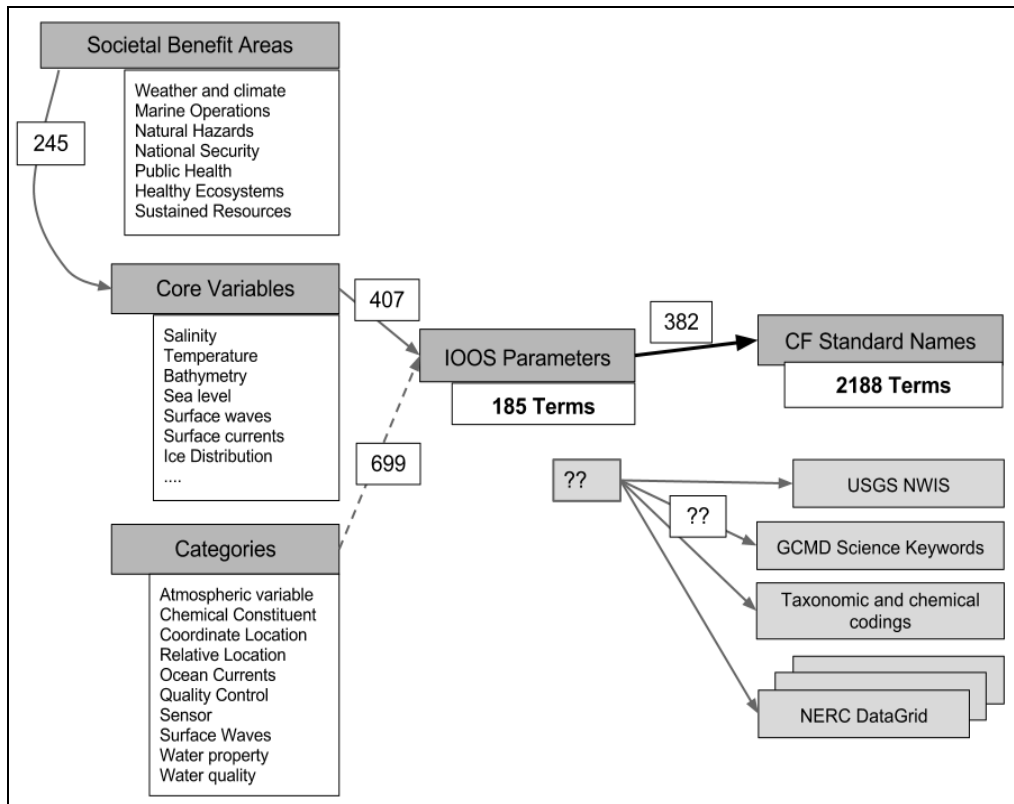 Societal Benefit Areas
Weather and climate
Marine Operations
Natural Hazards
National Security
Public Health
Healthy Ecosystems
Sustained Resources
245
Core Variables
Salinity
Temperature
Bathymetry
Sea level
Surface waves
Surface currents
Ice Distribution
....
407
IOOS Parameters
185 Terms
382
CF Standard Names
2188 Terms
699
Categories
Atmospheric variable
Chemical Constituent
Coordinate Location
Relative Location
Ocean Currents
Quality Control
Sensor
Surface Waves
Water property
Water quality
??
??
USGS NWIS
GCMD Science Keywords
Taxonomic and chemical
codings
NERC DataGrid